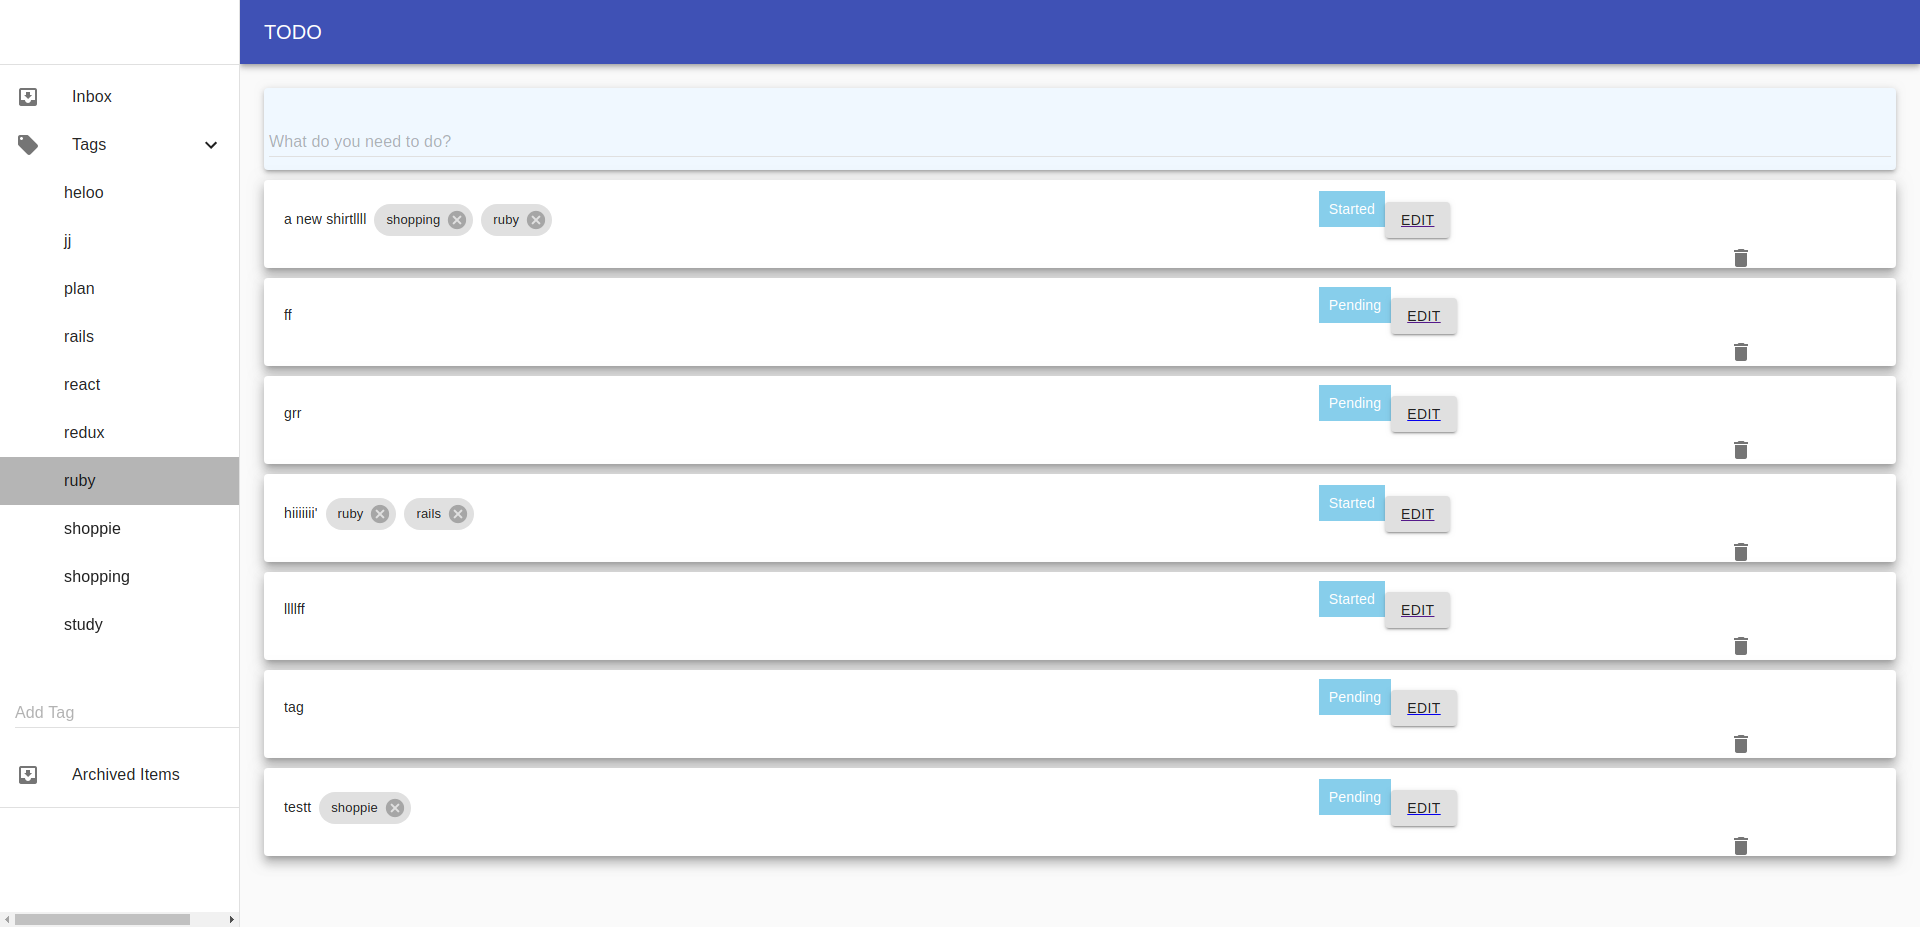 TODO
Inbox
Tags
heloo
jj
plan
rails
react
redux
ruby
shoppie
shopping
study
Add Tag
Archived Items
What do you need to do?
a new shirtllll shopping ruby Started EDIT
ff Pending EDIT
grr Pending EDIT
hiiiiiii' ruby rails Started EDIT
llllff Started EDIT
tag Pending EDIT
testt shoppie Pending EDIT